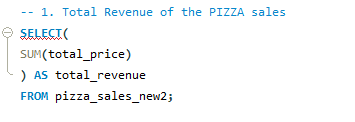 -- 1. Total Revenue of the PIZZA sales
SELECT(
SUM(total_price)
) AS total_revenue
FROM pizza_sales_new2;